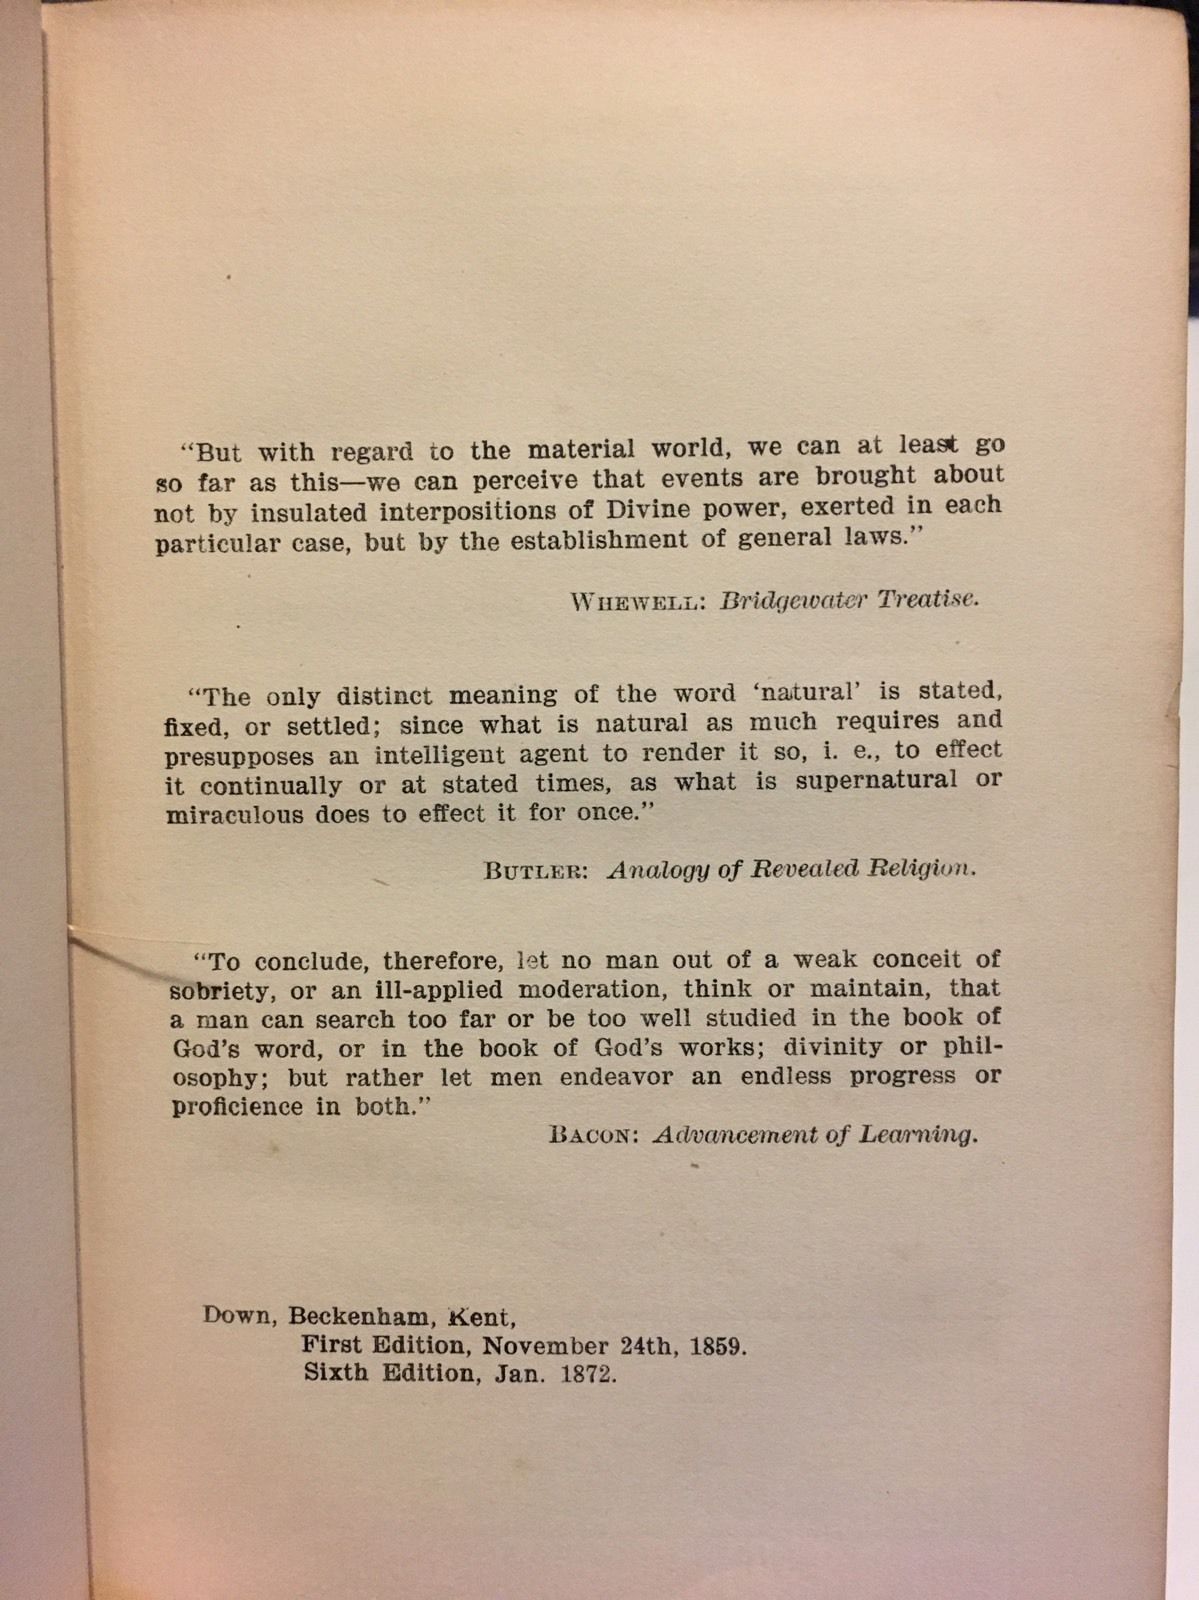 “But with regard to the material world, we can at least go
so far as this—we can perceive that events are brought about
not by insulated interpositions of Divine power, exerted in each
particular case, but by the establishment of general laws.”
WHEWELL: Bridgewater Treatise.
“The only distinct meaning of the word ‘natural’ is stated,
fixed, or settled; since what is natural as much requires and
presupposes an intelligent agent to render it so, i. e., to effect
it continually or at stated times, as what is supernatural or
miraculous does to effect it for once.”
BUTLER: Analogy of Revealed Religion.
“To conclude, therefore, let no man out of a weak conceit of
sobriety, or an ill-applied moderation, think or maintain, that
a man can search too far or be too well studied in the book of
God’s word, or in the book of God’s works; divinity or phil-
osophy; but rather let men endeavor an endless progress or
proficience in both.”
BACON: Advancement of Learning.
Down, Beckenham, Kent,
First Edition, November 24th, 1859.
Sixth Edition, Jan. 1872.